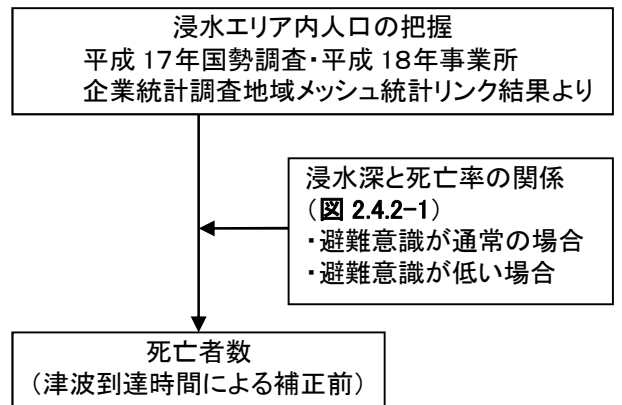 浸水エリア内人口の把握
平成17年国勢調査・平成18年事業所
企業統計調査地域メッシュ統計リンク結果より
浸水深と死亡率の関係
（図 2.4.2-1）
・避難意識が通常の場合
・避難意識が低い場合
死亡者数
（津波到達時間による補正前）